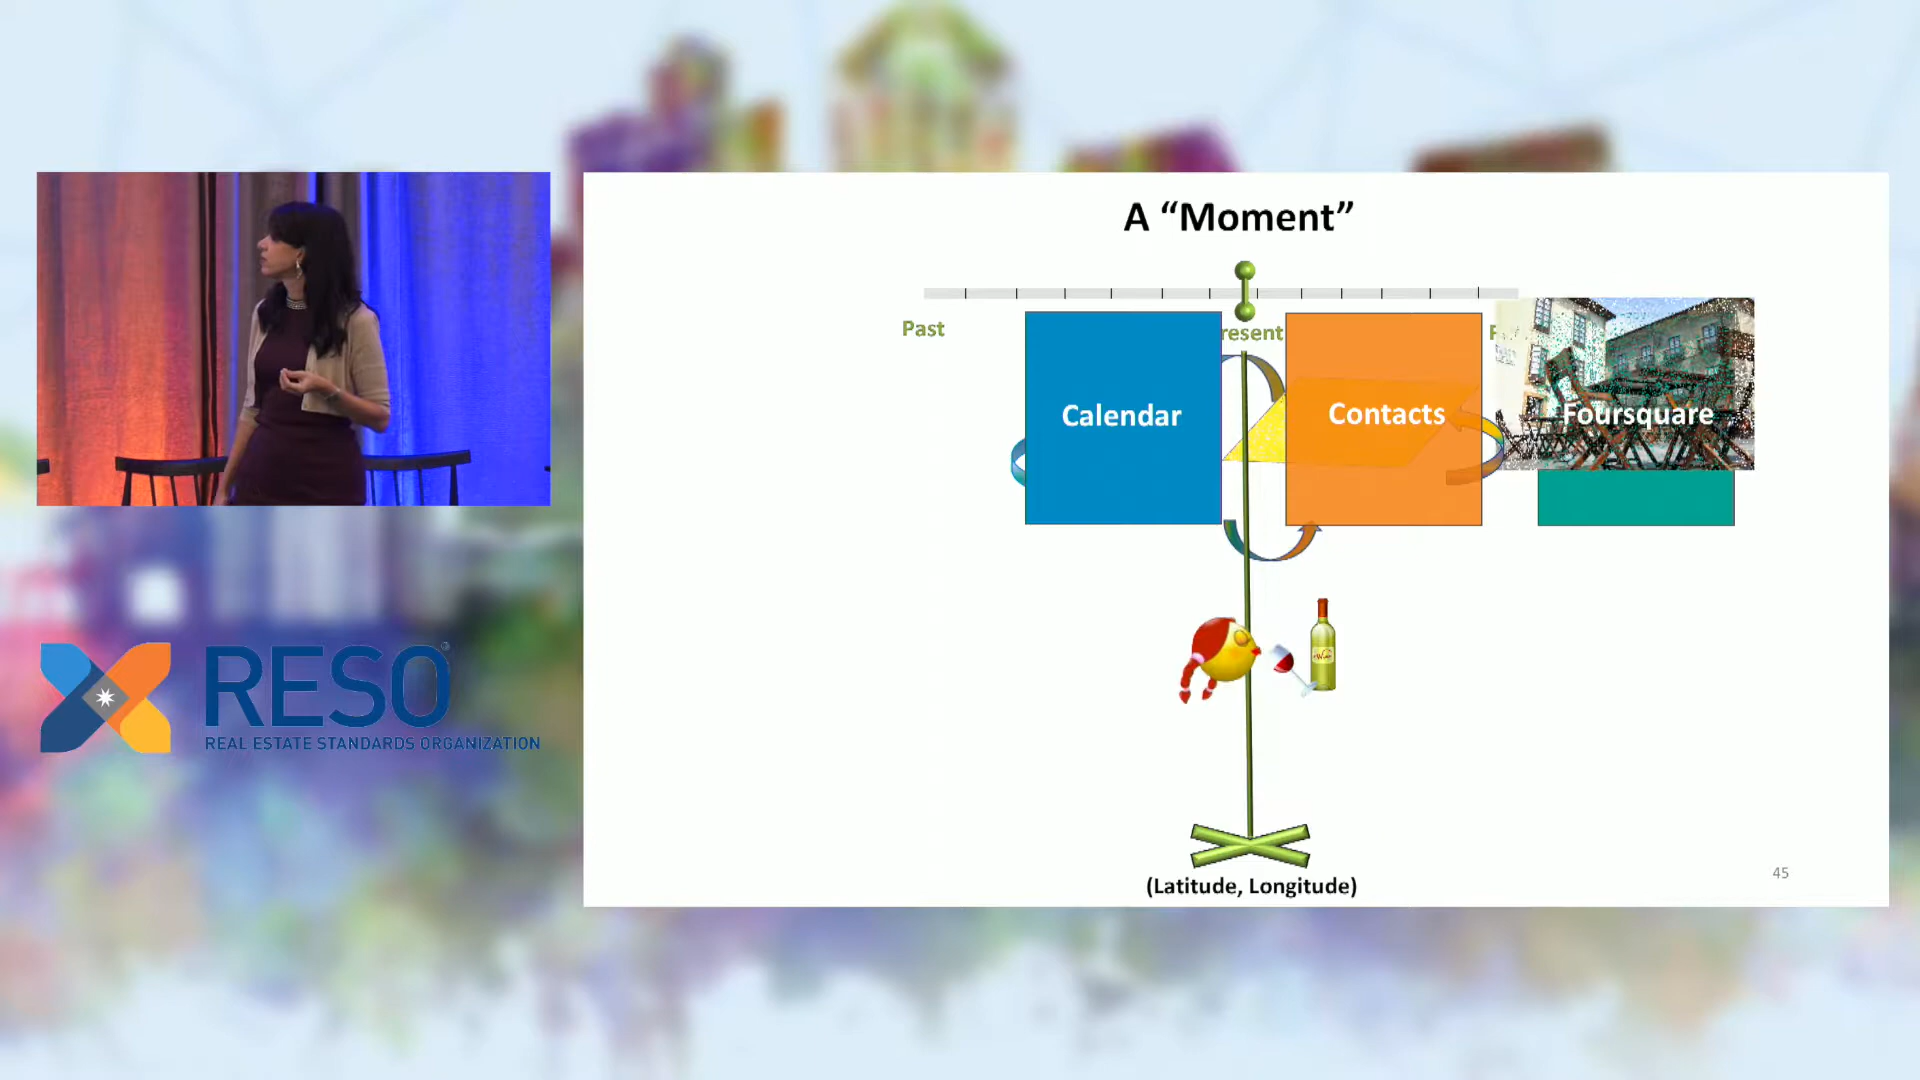 A “Moment”
Past
resent
F
Calendar
Contacts
Foursquare
(Latitude, Longitude)
45
RESO®
REAL ESTATE STANDARDS ORGANIZATION